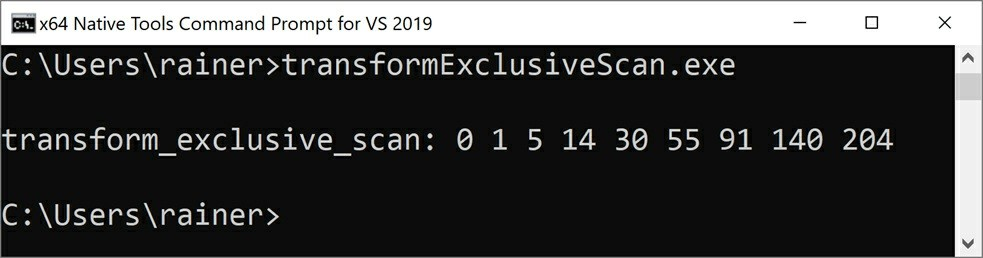 x64 Native Tools Command Prompt for VS 2019
C:\Users\rainer>transformExclusiveScan.exe
transform_exclusive_scan: 0 1 5 14 30 55 91 140 204
C:\Users\rainer>